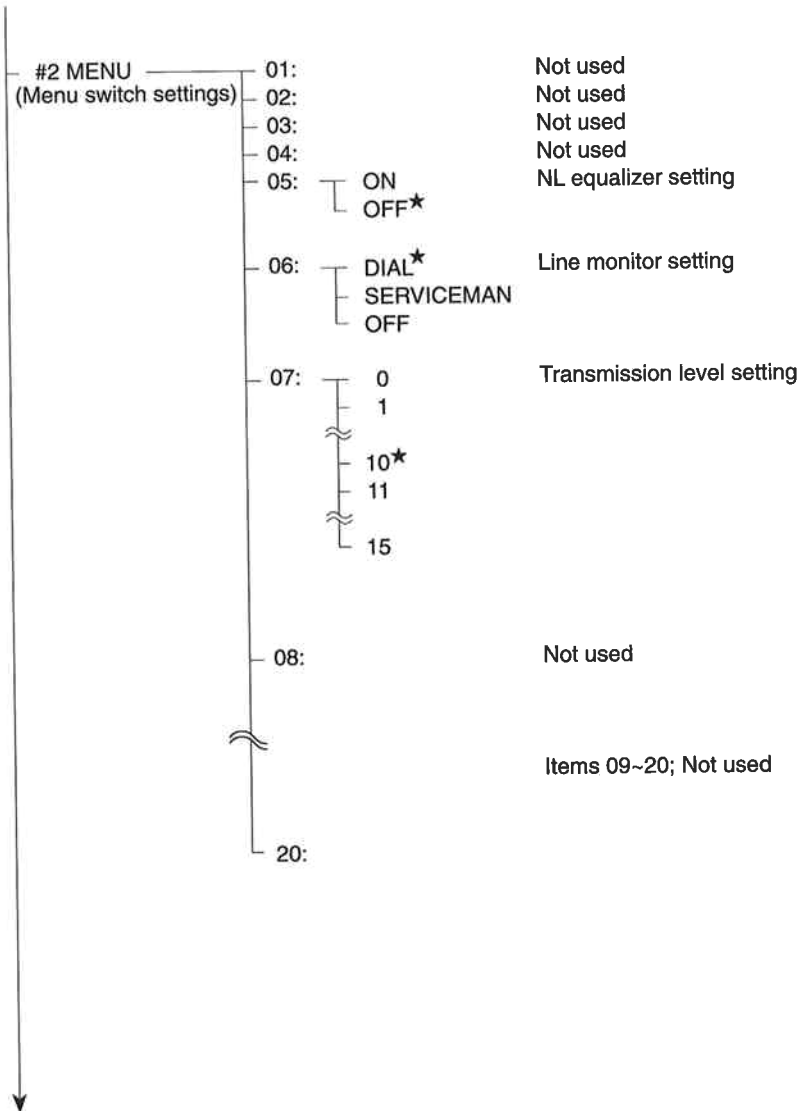 #2 MENU 01: Not used
(Menu switch settings) 02: Not used
03: Not used
04: Not used
05: ON NL equalizer setting
OFF★
06: DIAL★ Line monitor setting
SERVICEMAN
OFF
07: 0 Transmission level setting
1
10★
11
15
08: Not used
Items 09~20; Not used
20: